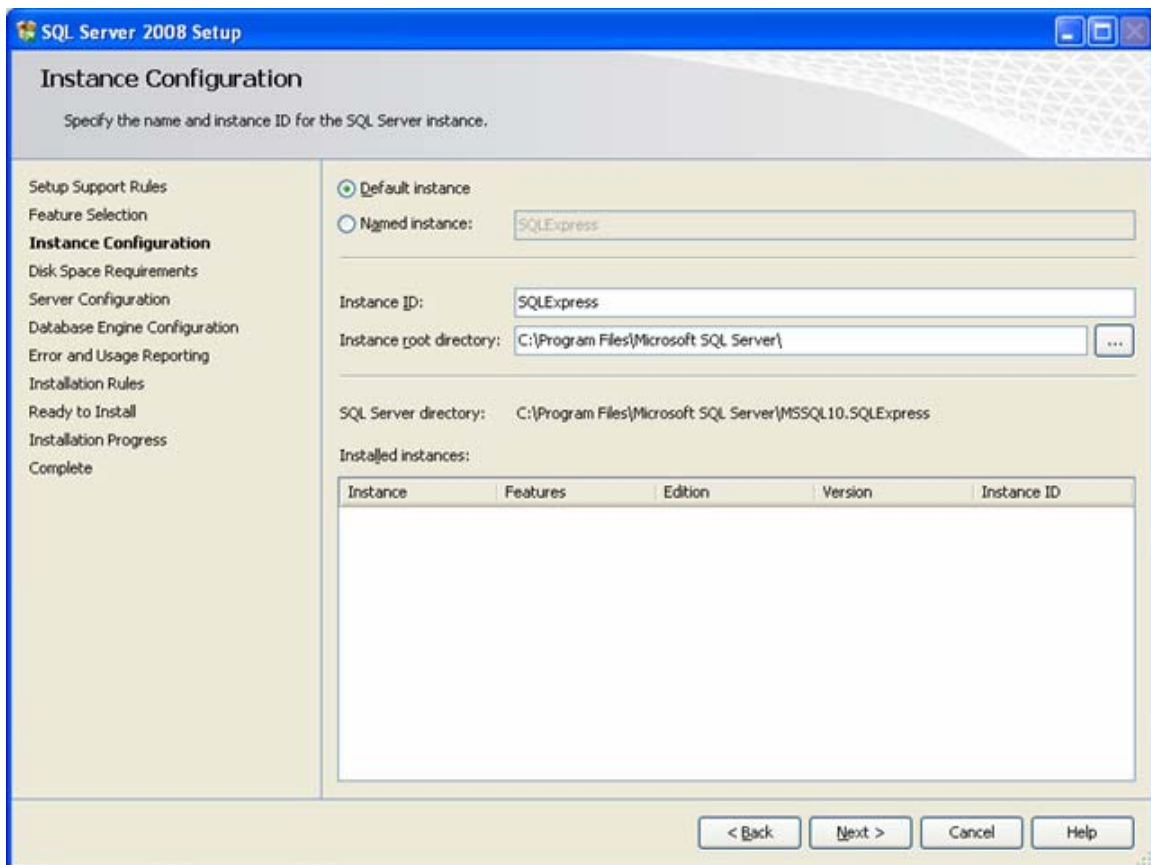 SQL Server 2008 Setup
Instance Configuration
Specify the name and instance ID for the SQL Server instance.
Setup Support Rules
Feature Selection
Instance Configuration
Disk Space Requirements
Server Configuration
Database Engine Configuration
Error and Usage Reporting
Installation Rules
Ready to Install
Installation Progress
Complete
Default instance
Named instance: SQLExpress
Instance ID: SQLExpress
Instance root directory: C:\Program Files\Microsoft SQL Server\ ...
SQL Server directory: C:\Program Files\Microsoft SQL Server\MSSQL10.SQLExpress
Installed instances:
Instance Features Edition Version Instance ID
< Back Next > Cancel Help